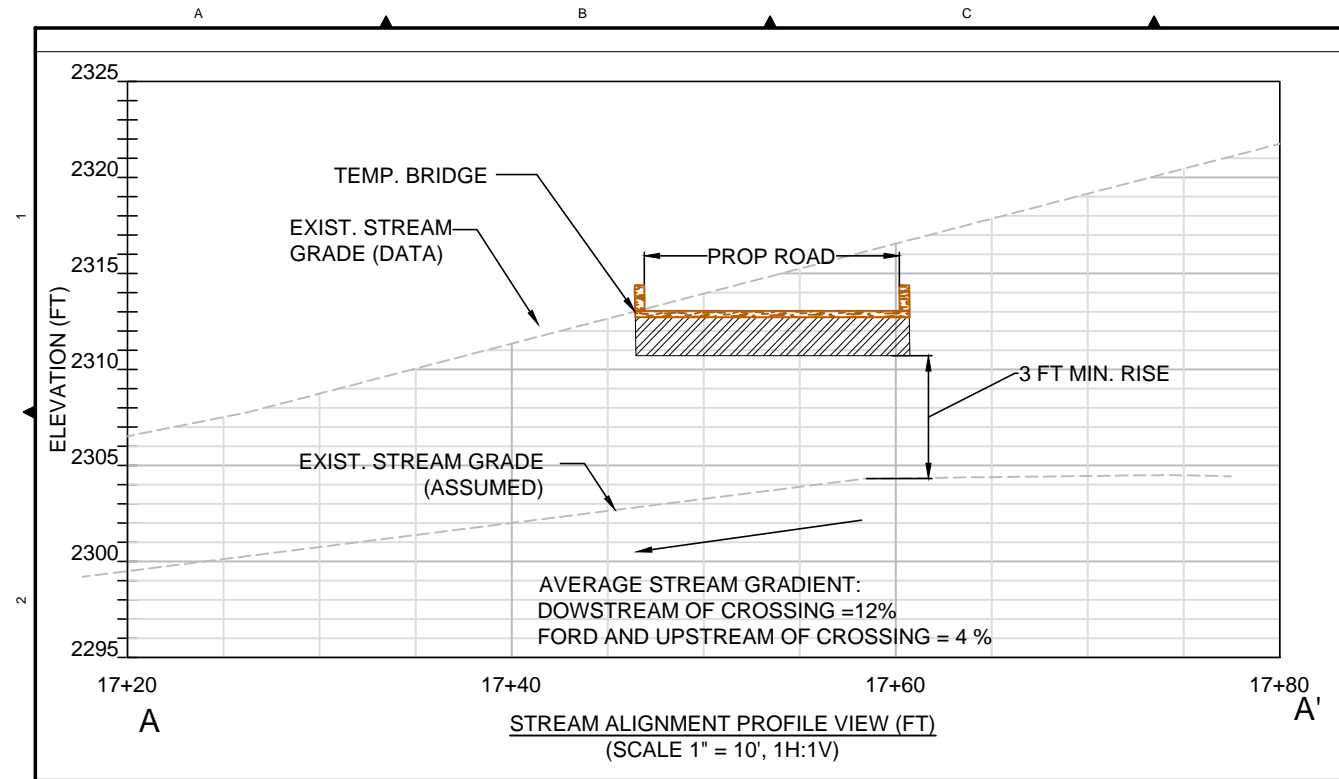 A B C
1
2
2325
2320
2315
2310
2305
2300
2295
ELEVATION (FT)
TEMP. BRIDGE
EXIST. STREAM
GRADE (DATA)
PROP ROAD
3 FT MIN. RISE
EXIST. STREAM GRADE
(ASSUMED)
AVERAGE STREAM GRADIENT:
DOWSTREAM OF CROSSING =12%
FORD AND UPSTREAM OF CROSSING = 4 %
17+20 17+40 17+60 17+80
A A'
STREAM ALIGNMENT PROFILE VIEW (FT)
(SCALE 1" = 10', 1H:1V)